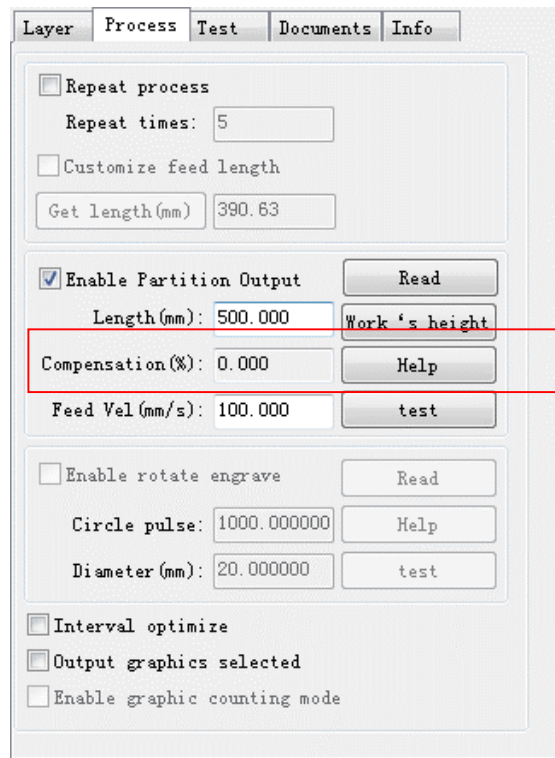 Layer Process Test Documents Info
Repeat process
Repeat times: 5
Customize feed length
Get length(mm) 390.63
Enable Partition Output Read
Length(mm): 500.000 Work ‘s height
Compensation(%): 0.000 Help
Feed Vel(mm/s): 100.000 test
Enable rotate engrave Read
Circle pulse: 1000.000000 Help
Diameter(mm): 20.000000 test
Interval optimize
Output graphics selected
Enable graphic counting mode